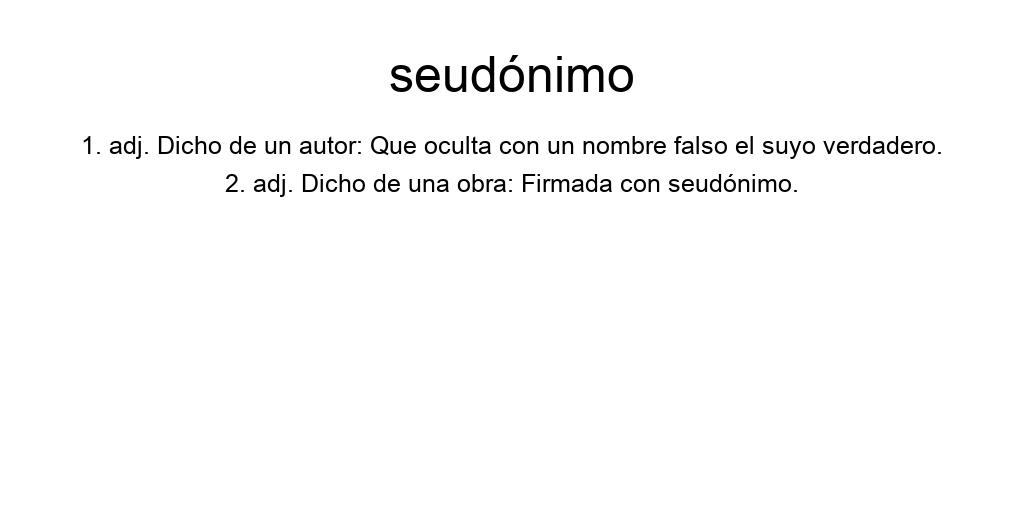 seudónimo
1. adj. Dicho de un autor: Que oculta con un nombre falso el suyo verdadero.
2. adj. Dicho de una obra: Firmada con seudónimo.